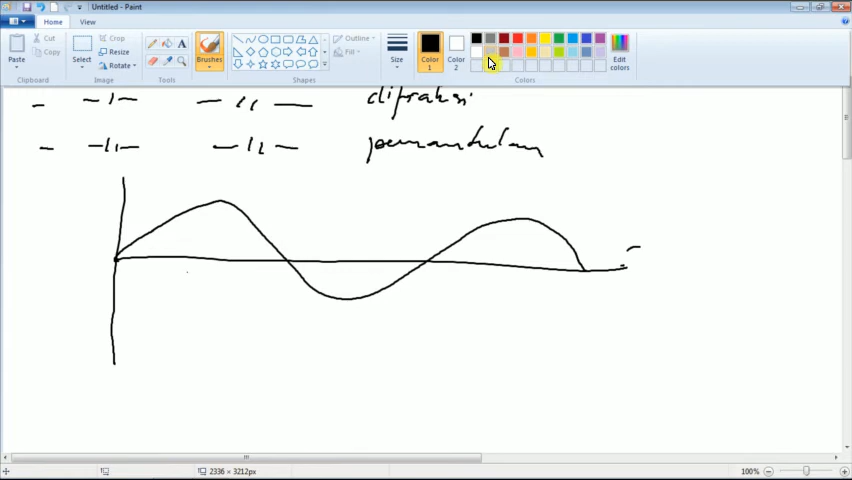 Untitled - Paint
Home View
Paste Cut Copy Select Crop Resize Rotate Brushes Outline Fill Size Color 1 Color 2 Edit colors
Clipboard Image Tools Shapes Colors
difraksi
pemantulan
2336 × 3212px 100%